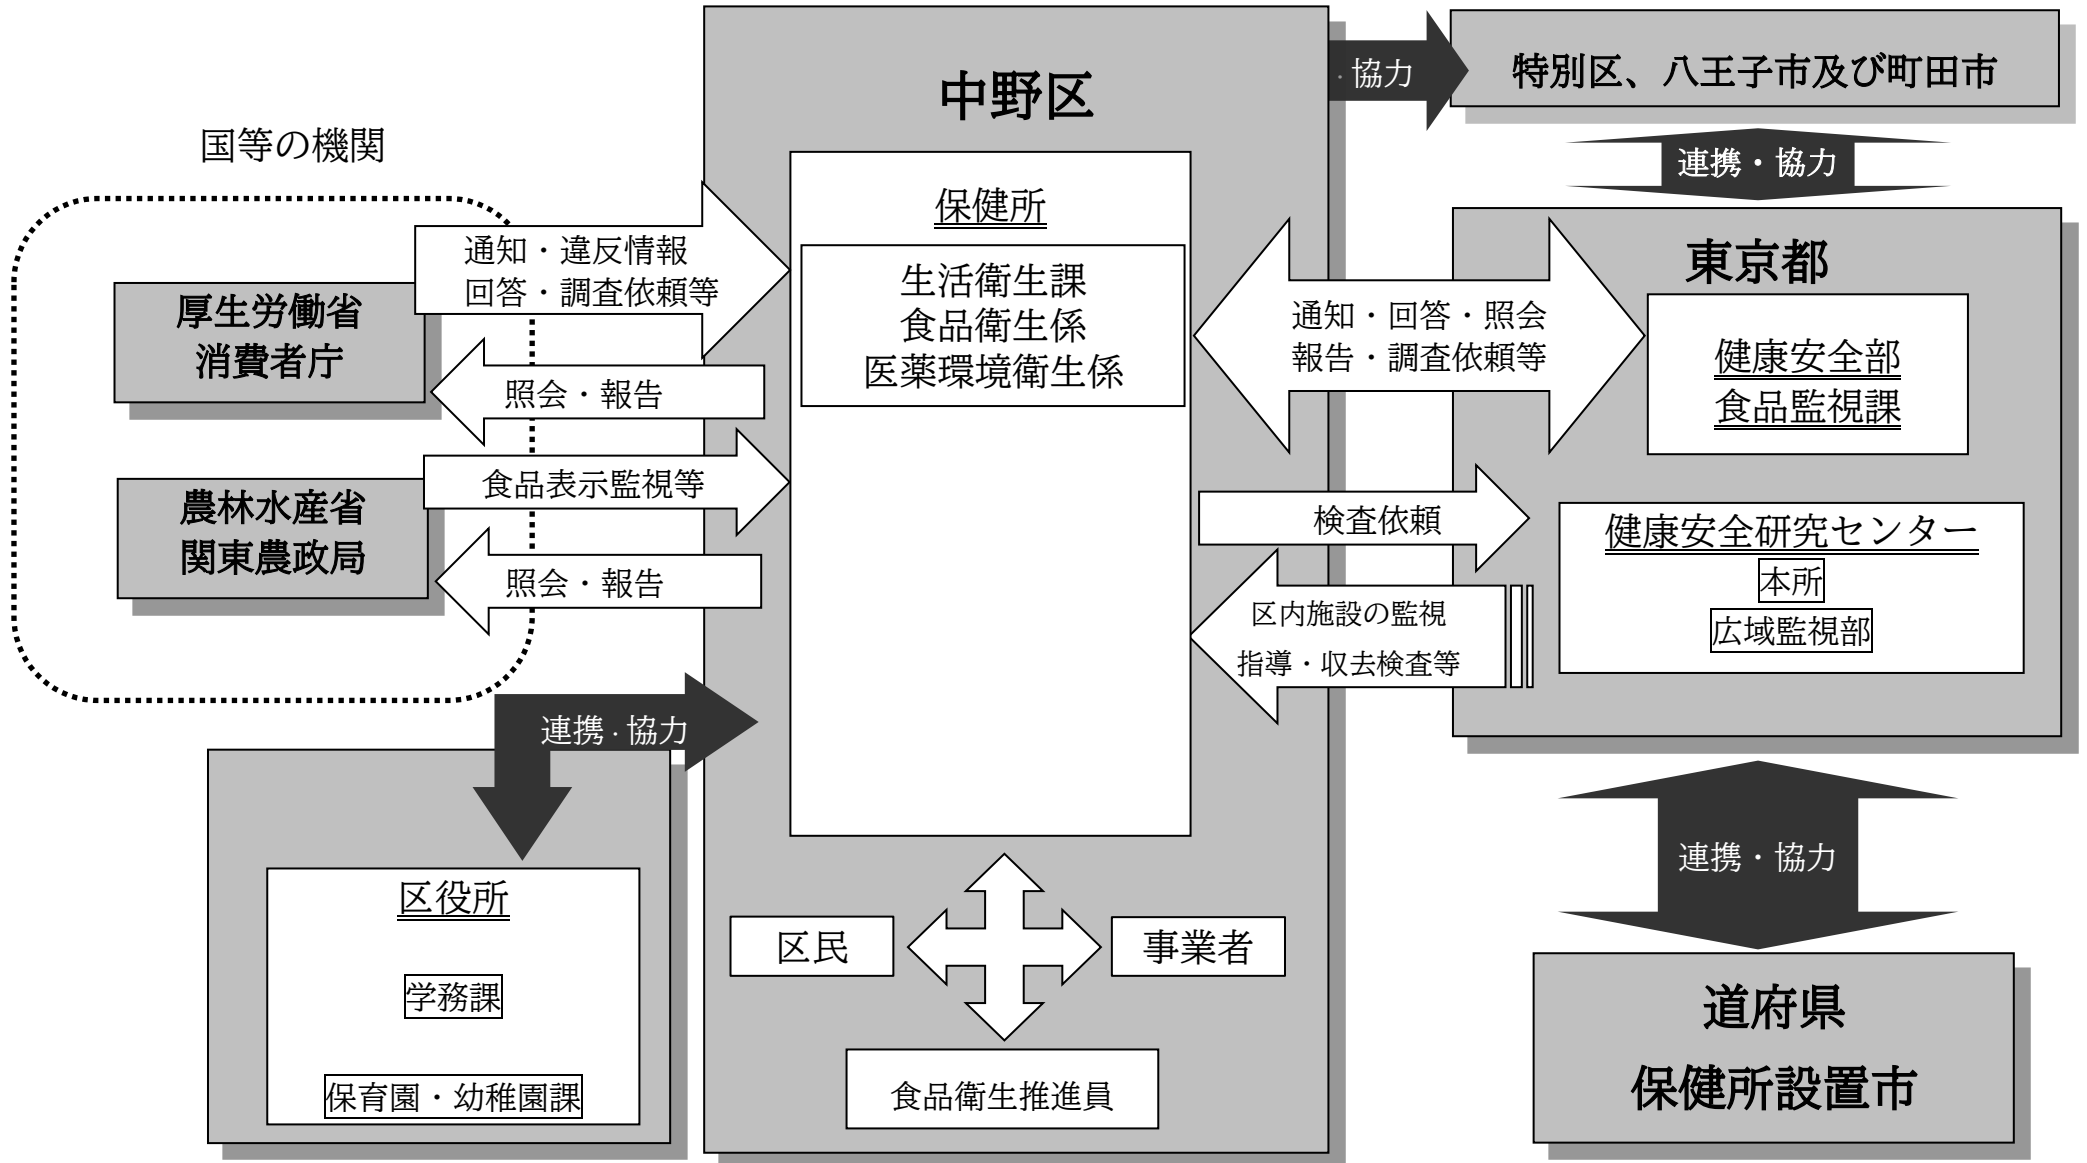 国等の機関
厚生労働省
消費者庁
農林水産省
関東農政局
通知・違反情報
回答・調査依頼等
照会・報告
食品表示監視等
照会・報告
連携・協力
区役所
学務課
保育園・幼稚園課
中野区
保健所
生活衛生課
食品衛生係
医薬環境衛生係
区民
事業者
食品衛生推進員
・協力
特別区、八王子市及び町田市
連携・協力
東京都
通知・回答・照会
報告・調査依頼等
健康安全部
食品監視課
検査依頼
健康安全研究センター
本所
広域監視部
区内施設の監視
指導・収去検査等
連携・協力
道府県
保健所設置市